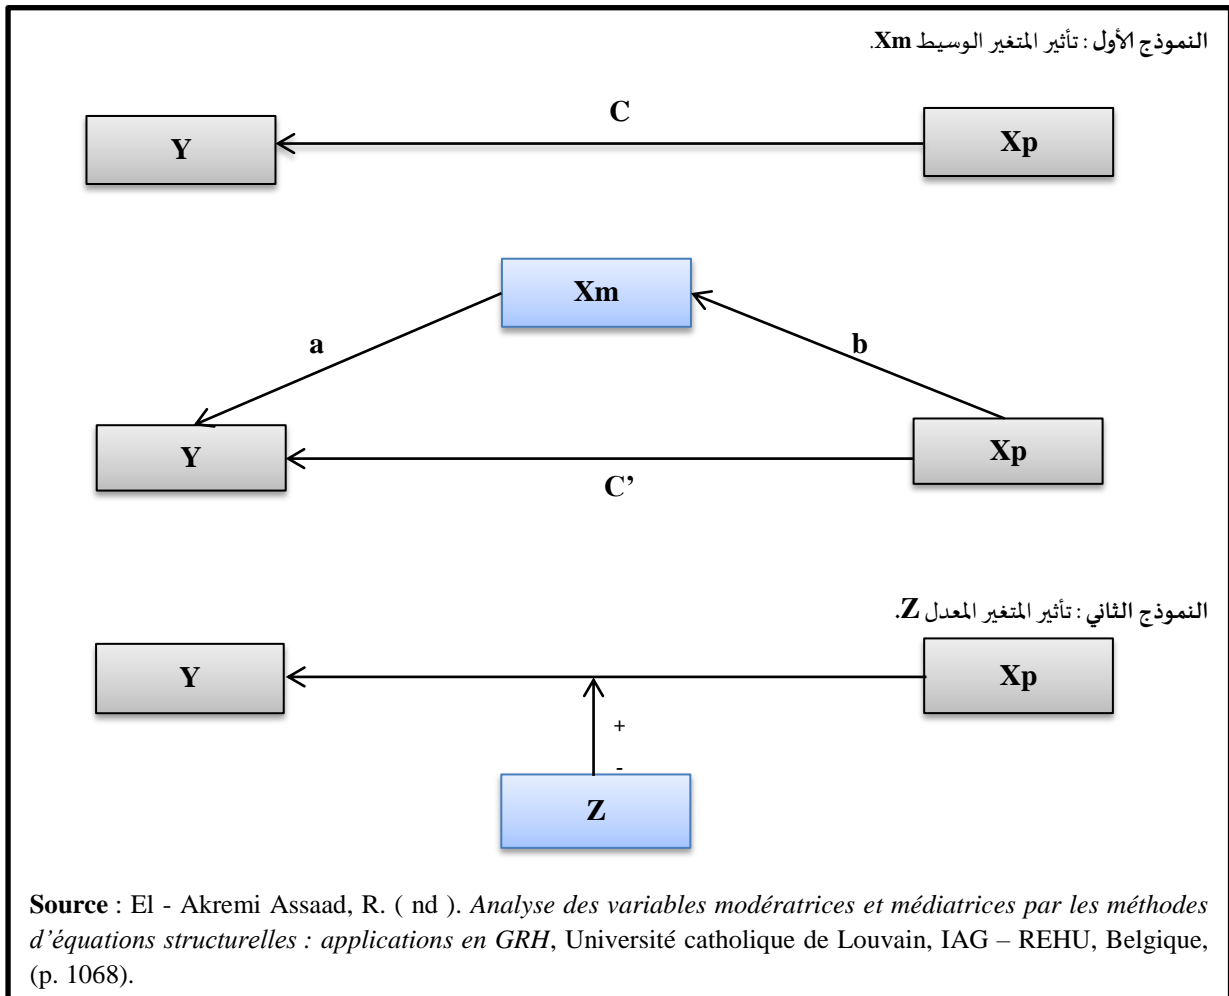 النموذج الأول : تأثير المتغير الوسيط Xm.
C
Y
Xp
Xm
a
b
Y
Xp
C’
النموذج الثاني : تأثير المتغير المعدل Z.
Y
Xp
+
-
Z
Source : El - Akremi Assaad, R. ( nd ). Analyse des variables modératrices et médiatrices par les méthodes
d’équations structurelles : applications en GRH, Université catholique de Louvain, IAG – REHU, Belgique,
(p. 1068).